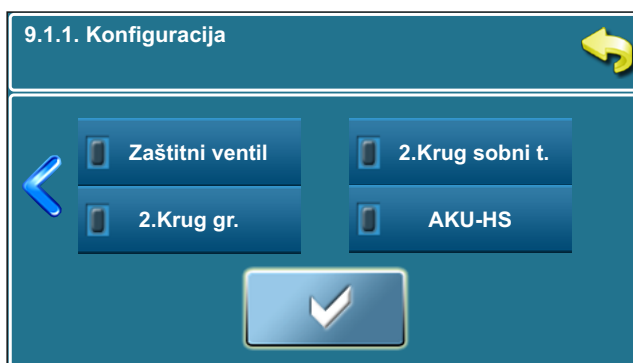 9.1.1. Konfiguracija
Zaštitni ventil
2.Krug sobni t.
2.Krug gr.
AKU-HS